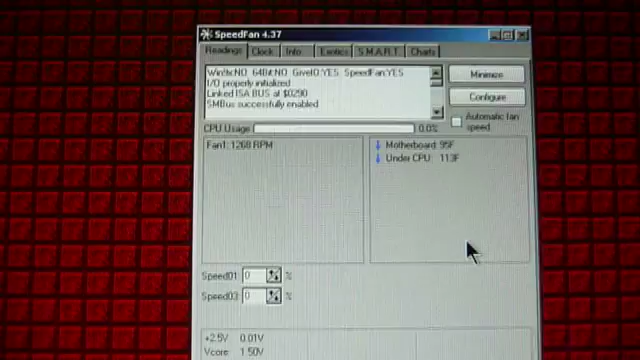 SpeedFan 4.37
Readings Clock Info Exotics S.M.A.R.T. Charts
Win9x:NO 64Bit:NO GiveIO:YES SpeedFan:YES
I/O properly initialized
Linked ISA BUS at $0290
SMBus successfully enabled
Minimize
Configure
Automatic fan speed
CPU Usage 0.0%
Fan1: 1268 RPM
Motherboard: 95F
Under CPU: 113F
Speed01 0 %
Speed03 0 %
+2.5V 0.01V
Vcore 1.50V